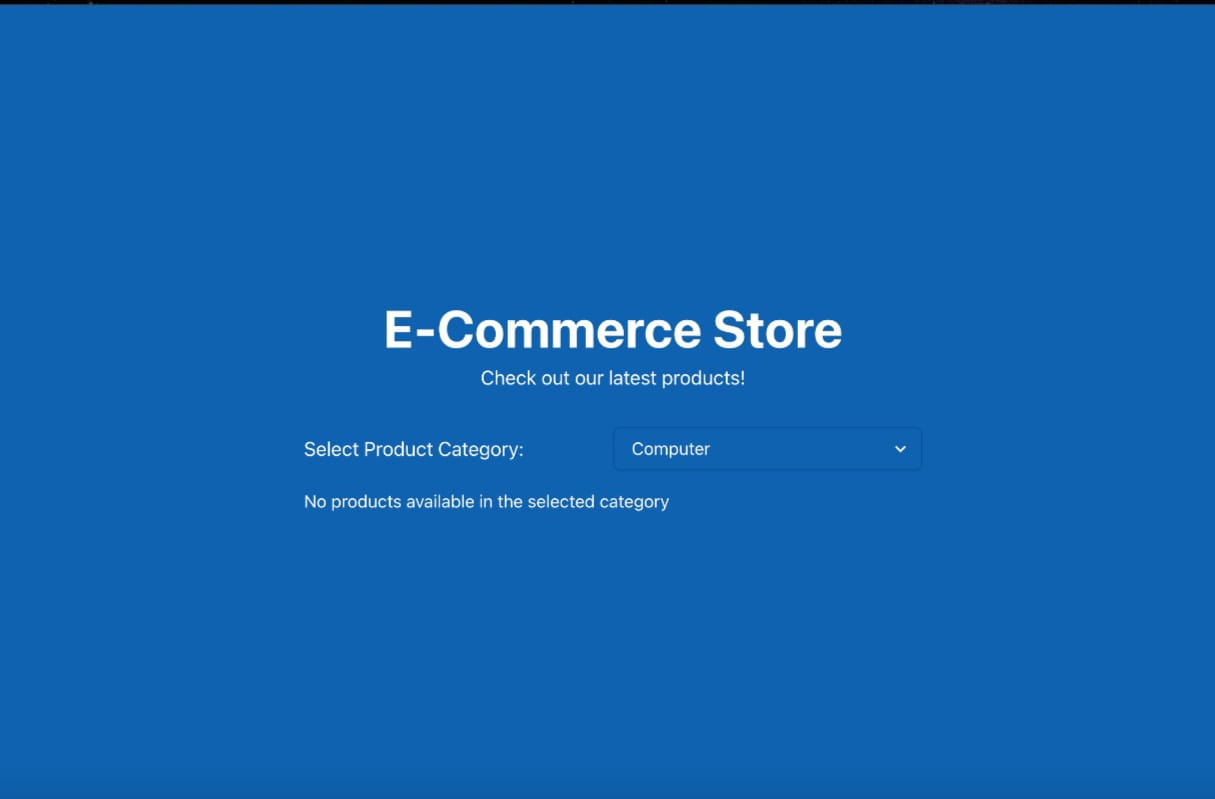 E-Commerce Store
Check out our latest products!
Select Product Category: Computer
No products available in the selected category